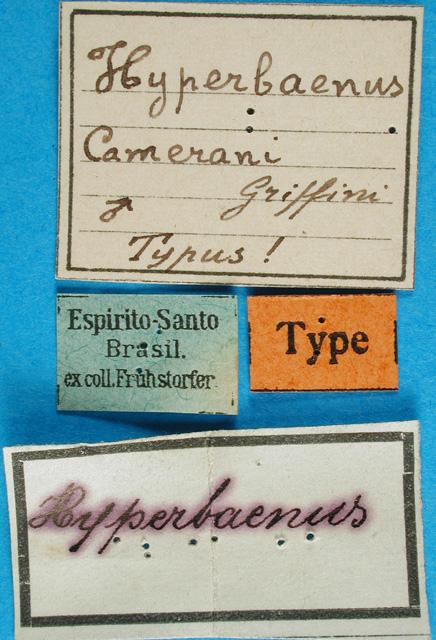 Hyperbaenus
Camerani
♂ Griffini
Typus !
Espirito-Santo
Brasil.
ex coll. Fruhstorfer
Type
Hyperbaenus